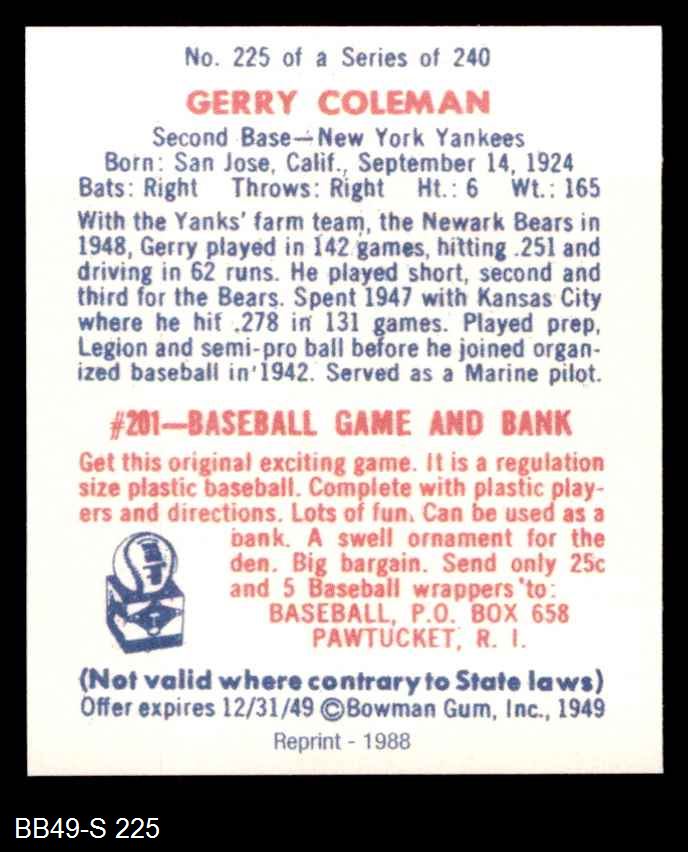 No. 225 of a Series of 240
GERRY COLEMAN
Second Base—New York Yankees
Born: San Jose, Calif., September 14, 1924
Bats: Right Throws: Right Ht.: 6 Wt.: 165
With the Yanks' farm team, the Newark Bears in
1948, Gerry played in 142 games, hitting .251 and
driving in 62 runs. He played short, second and
third for the Bears. Spent 1947 with Kansas City
where he hit .278 in 131 games. Played prep,
Legion and semi-pro ball before he joined organ-
ized baseball in 1942. Served as a Marine pilot.
#201—BASEBALL GAME AND BANK
Get this original exciting game. It is a regulation
size plastic baseball. Complete with plastic play-
ers and directions. Lots of fun. Can be used as a
bank. A swell ornament for the
den. Big bargain. Send only 25c
and 5 Baseball wrappers to:
BASEBALL, P.O. BOX 658
PAWTUCKET, R. I.
(Not valid where contrary to State laws)
Offer expires 12/31/49 ©Bowman Gum, Inc., 1949
Reprint - 1988
BB49-S 225